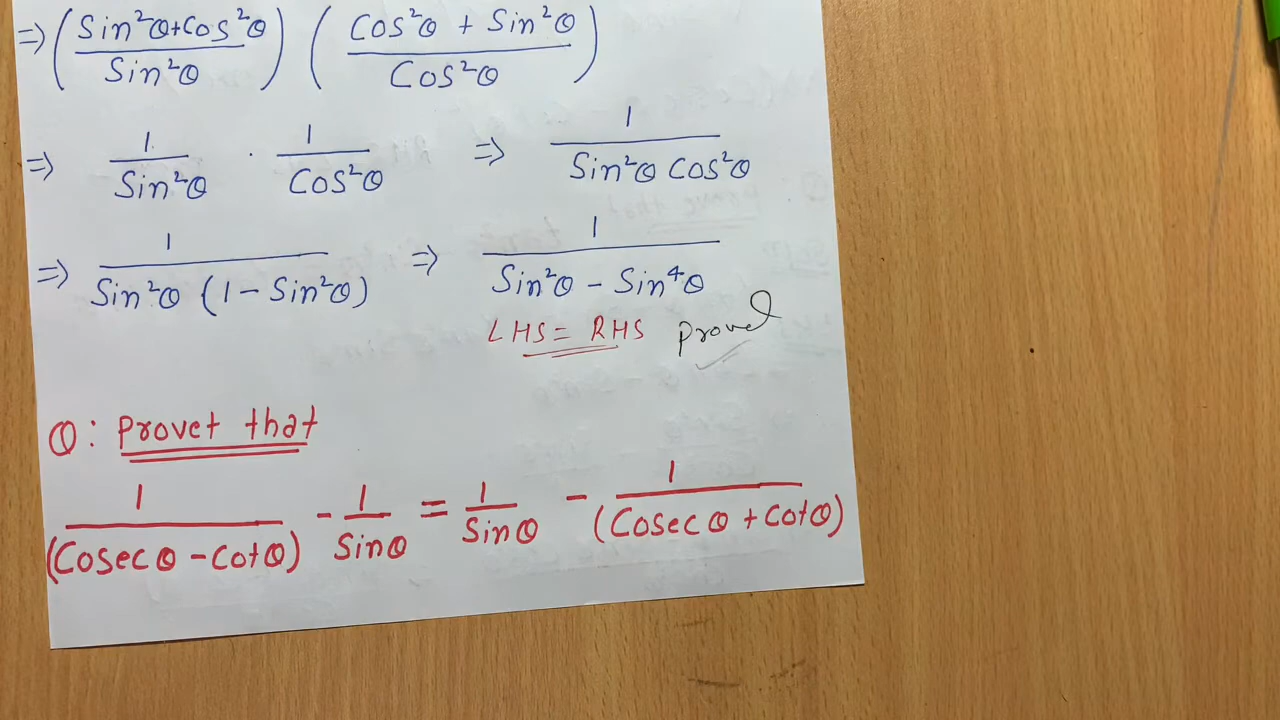 ⇒ ( (Sin²θ+Cos²θ)/(Sin²θ) ) ( (Cos²θ + Sin²θ)/(Cos²θ) )
⇒ 1/(Sin²θ) · 1/(Cos²θ) ⇒ 1/(Sin²θ Cos²θ)
⇒ 1/(Sin²θ (1 - Sin²θ)) ⇒ 1/(Sin²θ - Sin⁴θ)
LHS = RHS proved
Q: Provet that
1/(Cosec θ - Cot θ) - 1/(Sin θ) = 1/(Sin θ) - 1/(Cosec θ + Cot θ)